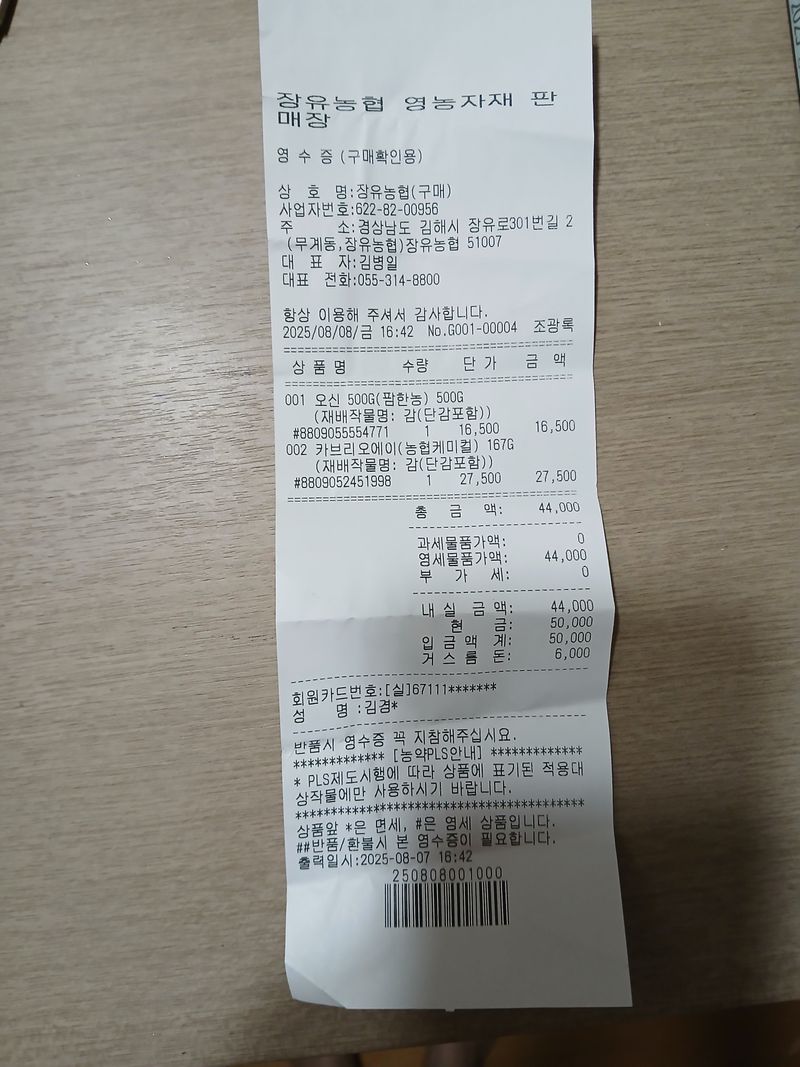 장유농협 영농자재 판
매장
영 수 증 (구매확인용)
상 호 명:장유농협(구매)
사업자번호:622-82-00956
주 소:경상남도 김해시 장유로301번길 2
(무계동,장유농협)장유농협 51007
대 표 자:김병일
대표 전화:055-314-8800
항상 이용해 주셔서 감사합니다.
2025/08/08/금 16:42 No.G001-00004 조광록
상 품 명 수량 단 가 금 액
001 오신 500G(팜한농) 500G
(재배작물명: 감(단감포함))
#8809055554771 1 16,500 16,500
002 카브리오에이(농협케미컬) 167G
(재배작물명: 감(단감포함))
#8809052451998 1 27,500 27,500
총 금 액: 44,000
과세물품가액: 0
영세물품가액: 44,000
부 가 세: 0
내 실 금 액: 44,000
현 금: 50,000
입 금 액 계: 50,000
거 스 름 돈: 6,000
회원카드번호:[실]67111*******
성 명 :김경*
반품시 영수증 꼭 지참해주십시요.
************* [농약PLS안내] *************
* PLS제도시행에 따라 상품에 표기된 적용대
상작물에만 사용하시기 바랍니다.
*****************************************
상품앞 *은 면세, #은 영세 상품입니다.
##반품/환불시 본 영수증이 필요합니다.
출력일시:2025-08-07 16:42
250808001000